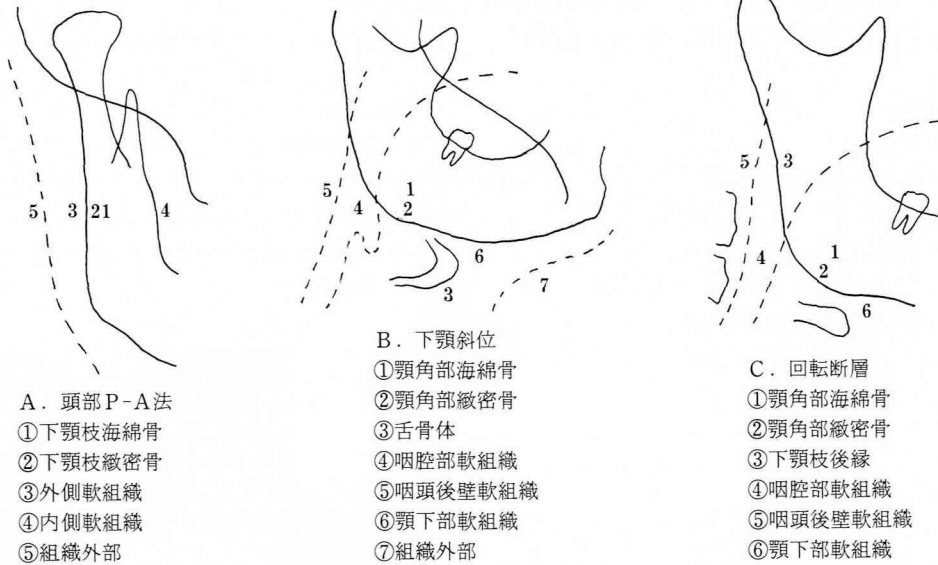 5
3
21
4
A．頭部P-A法
①下顎枝海綿骨
②下顎枝緻密骨
③外側軟組織
④内側軟組織
⑤組織外部
5
4
1
2
6
3
7
B．下顎斜位
①顎角部海綿骨
②顎角部緻密骨
③舌骨体
④咽腔部軟組織
⑤咽頭後壁軟組織
⑥顎下部軟組織
⑦組織外部
5
3
4
1
2
6
C．回転断層
①顎角部海綿骨
②顎角部緻密骨
③下顎枝後縁
④咽腔部軟組織
⑤咽頭後壁軟組織
⑥顎下部軟組織